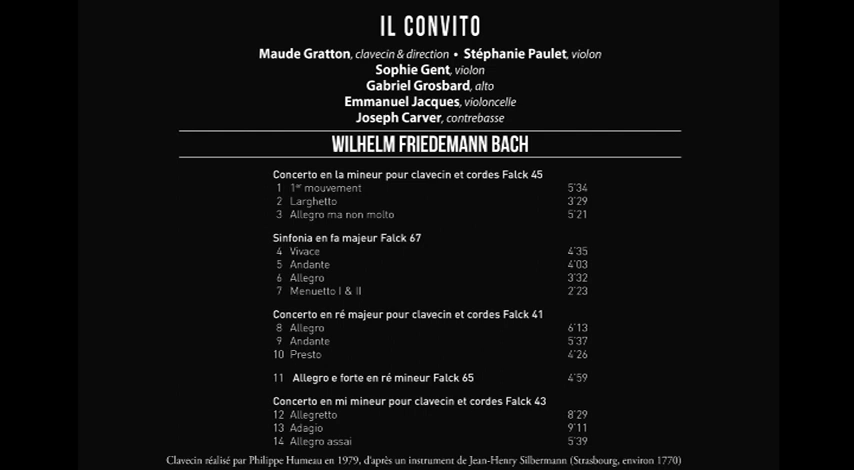 IL CONVITO
Maude Gratton, clavecin & direction • Stéphanie Paulet, violon
Sophie Gent, violon
Gabriel Grosbard, alto
Emmanuel Jacques, violoncelle
Joseph Carver, contrebasse
WILHELM FRIEDEMANN BACH
Concerto en la mineur pour clavecin et cordes Falck 45
1 1er mouvement 5'34
2 Larghetto 3'29
3 Allegro ma non molto 5'21
Sinfonia en fa majeur Falck 67
4 Vivace 4'35
5 Andante 4'03
6 Allegro 3'32
7 Menuetto I & II 2'23
Concerto en ré majeur pour clavecin et cordes Falck 41
8 Allegro 6'13
9 Andante 5'37
10 Presto 4'26
11 Allegro e forte en ré mineur Falck 65 4'59
Concerto en mi mineur pour clavecin et cordes Falck 43
12 Allegretto 8'29
13 Adagio 9'11
14 Allegro assai 5'39
Clavecin réalisé par Philippe Humeau en 1979, d'après un instrument de Jean-Henry Silbermann (Strasbourg, environ 1770)